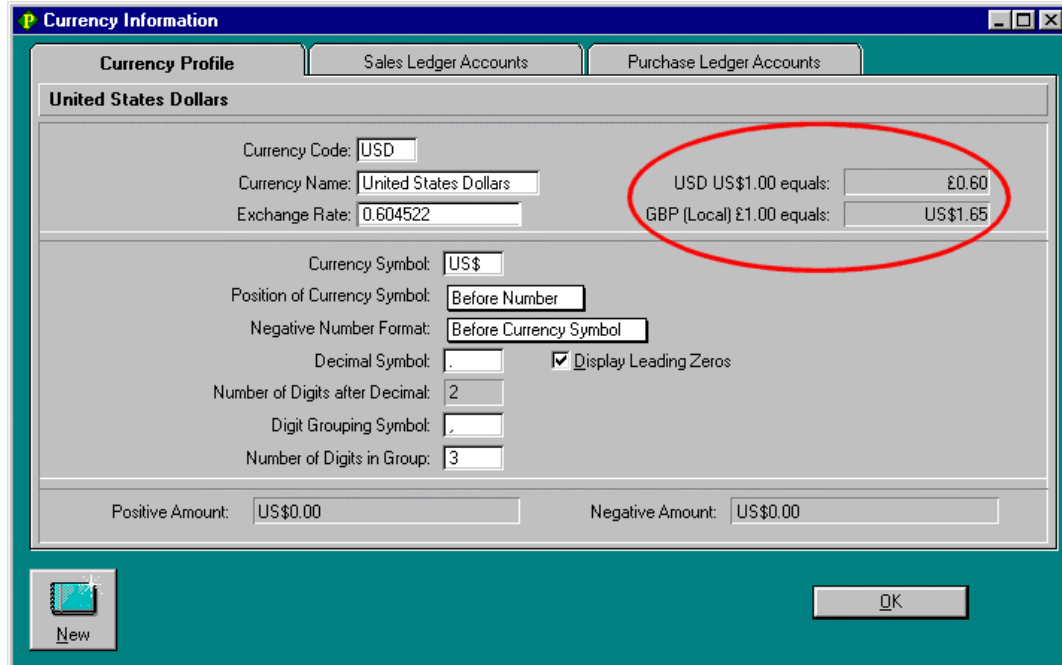 Currency Information
Currency Profile Sales Ledger Accounts Purchase Ledger Accounts
United States Dollars
Currency Code: USD
Currency Name: United States Dollars USD US$1.00 equals: £0.60
Exchange Rate: 0.604522 GBP (Local) £1.00 equals: US$1.65
Currency Symbol: US$
Position of Currency Symbol: Before Number
Negative Number Format: Before Currency Symbol
Decimal Symbol: . Display Leading Zeros
Number of Digits after Decimal: 2
Digit Grouping Symbol: ,
Number of Digits in Group: 3
Positive Amount: US$0.00 Negative Amount: US$0.00
New OK